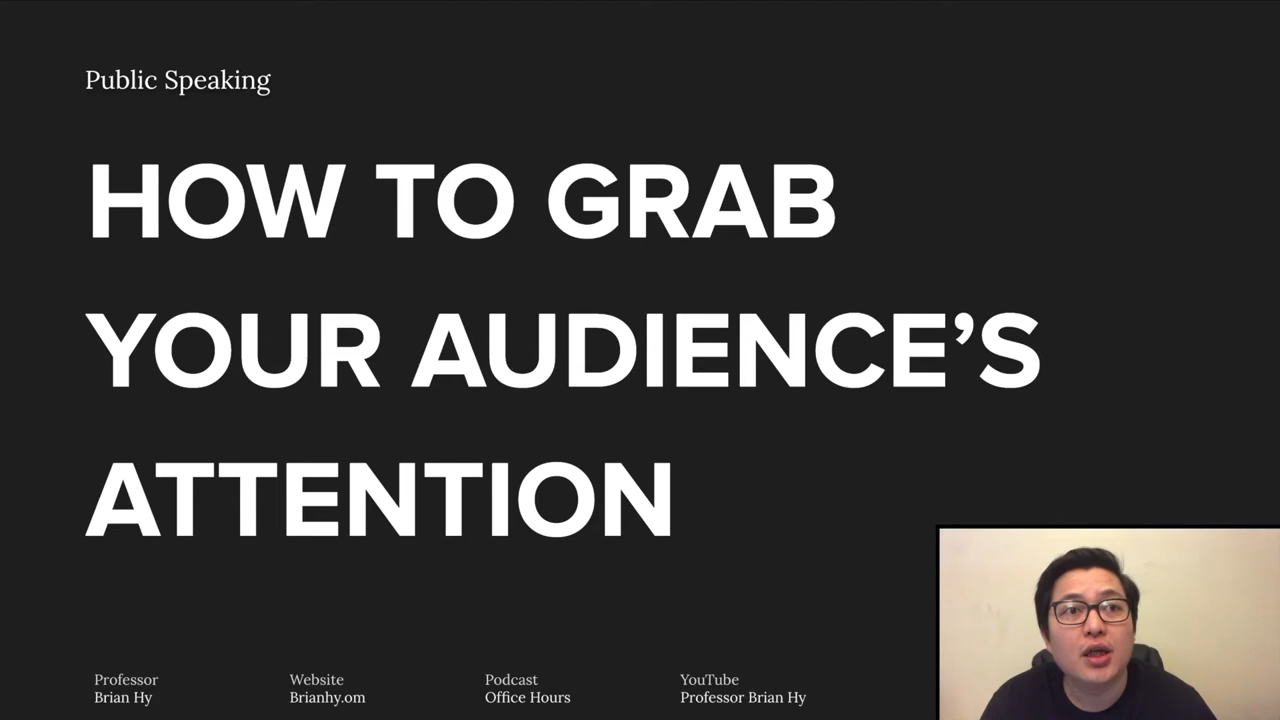 Public Speaking
HOW TO GRAB
YOUR AUDIENCE’S
ATTENTION
Professor
Brian Hy
Website
Brianhy.om
Podcast
Office Hours
YouTube
Professor Brian Hy